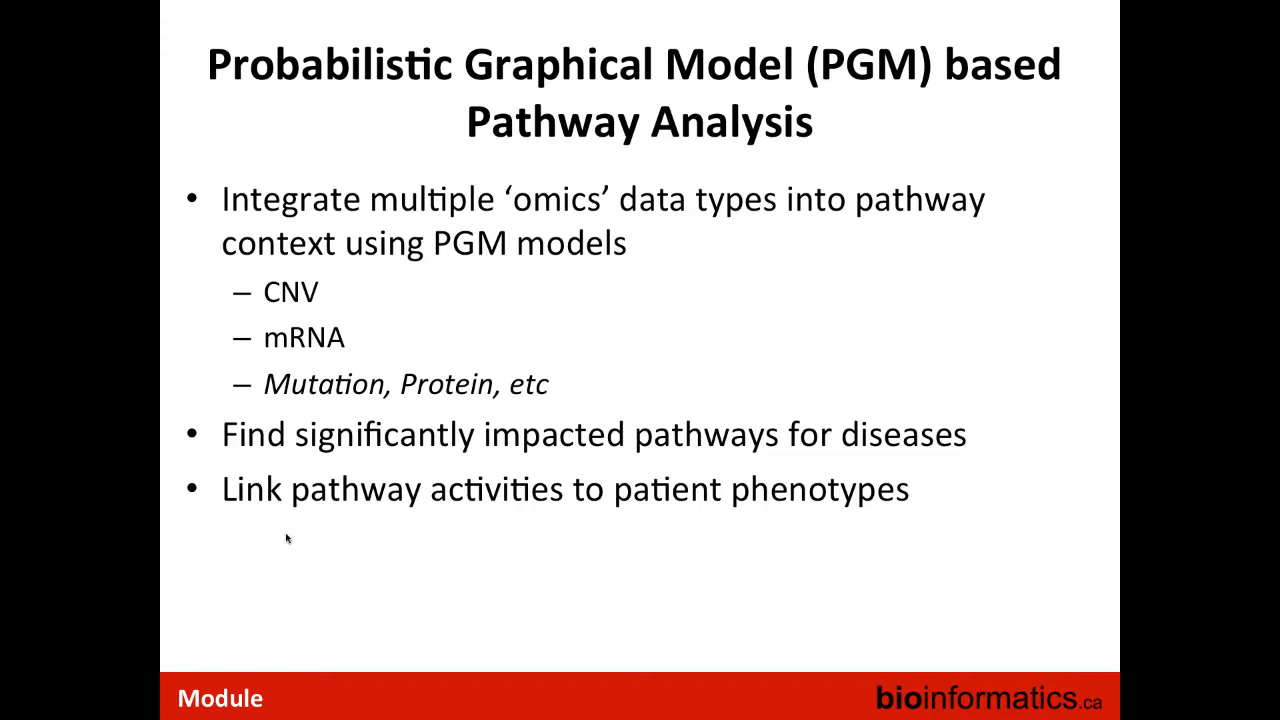 Probabilistic Graphical Model (PGM) based
Pathway Analysis
• Integrate multiple ‘omics’ data types into pathway
context using PGM models
– CNV
– mRNA
– Mutation, Protein, etc
• Find significantly impacted pathways for diseases
• Link pathway activities to patient phenotypes
Module
bioinformatics.ca